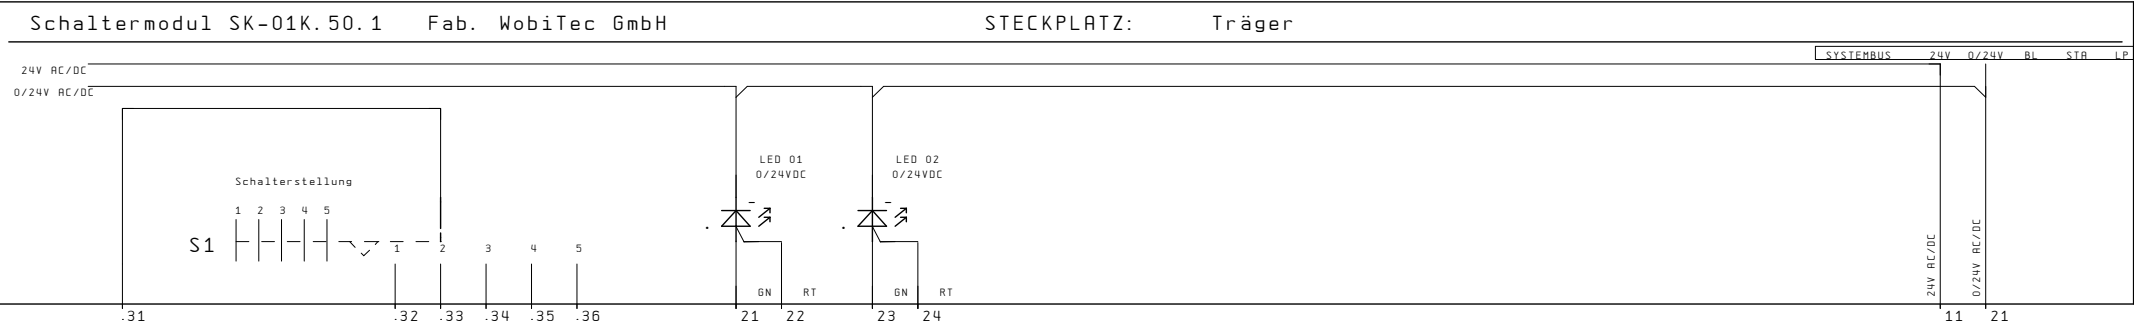 Schaltermodul SK-01K.50.1 Fab. WobiTec GmbH STECKPLATZ: Träger
SYSTEMBUS 24V 0/24V BL STA LP
24V AC/DC
0/24V AC/DC
LED 01 LED 02
0/24VDC 0/24VDC
Schalterstellung
1 2 3 4 5
S1
1 2 3 4 5
24V AC/DC 0/24V AC/DC
GN RT GN RT
.31 .32 .33 .34 .35 .36 21 22 23 24 11 21